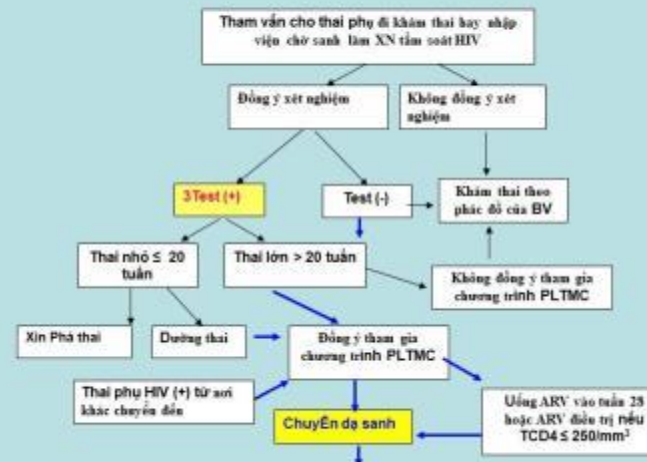 Tham vấn cho thai phụ đi khám thai hay nhập
viện chờ sanh làm XN tầm soát HIV
Đồng ý xét nghiệm
Không đồng ý xét
nghiệm
3Test (+)
Test (-)
Khám thai theo
phác đồ của BV
Thai nhỏ ≤ 20
tuần
Thai lớn > 20 tuần
Không đồng ý tham gia
chương trình PLTMC
Xin Phá thai
Dưỡng thai
Đồng ý tham gia
chương trình PLTMC
Thai phụ HIV (+) từ nơi
khác chuyển đến
Uống ARV vào tuần 28
hoặc ARV điều trị nếu
TCD4 ≤ 250/mm³
ChuyỂn dạ sanh